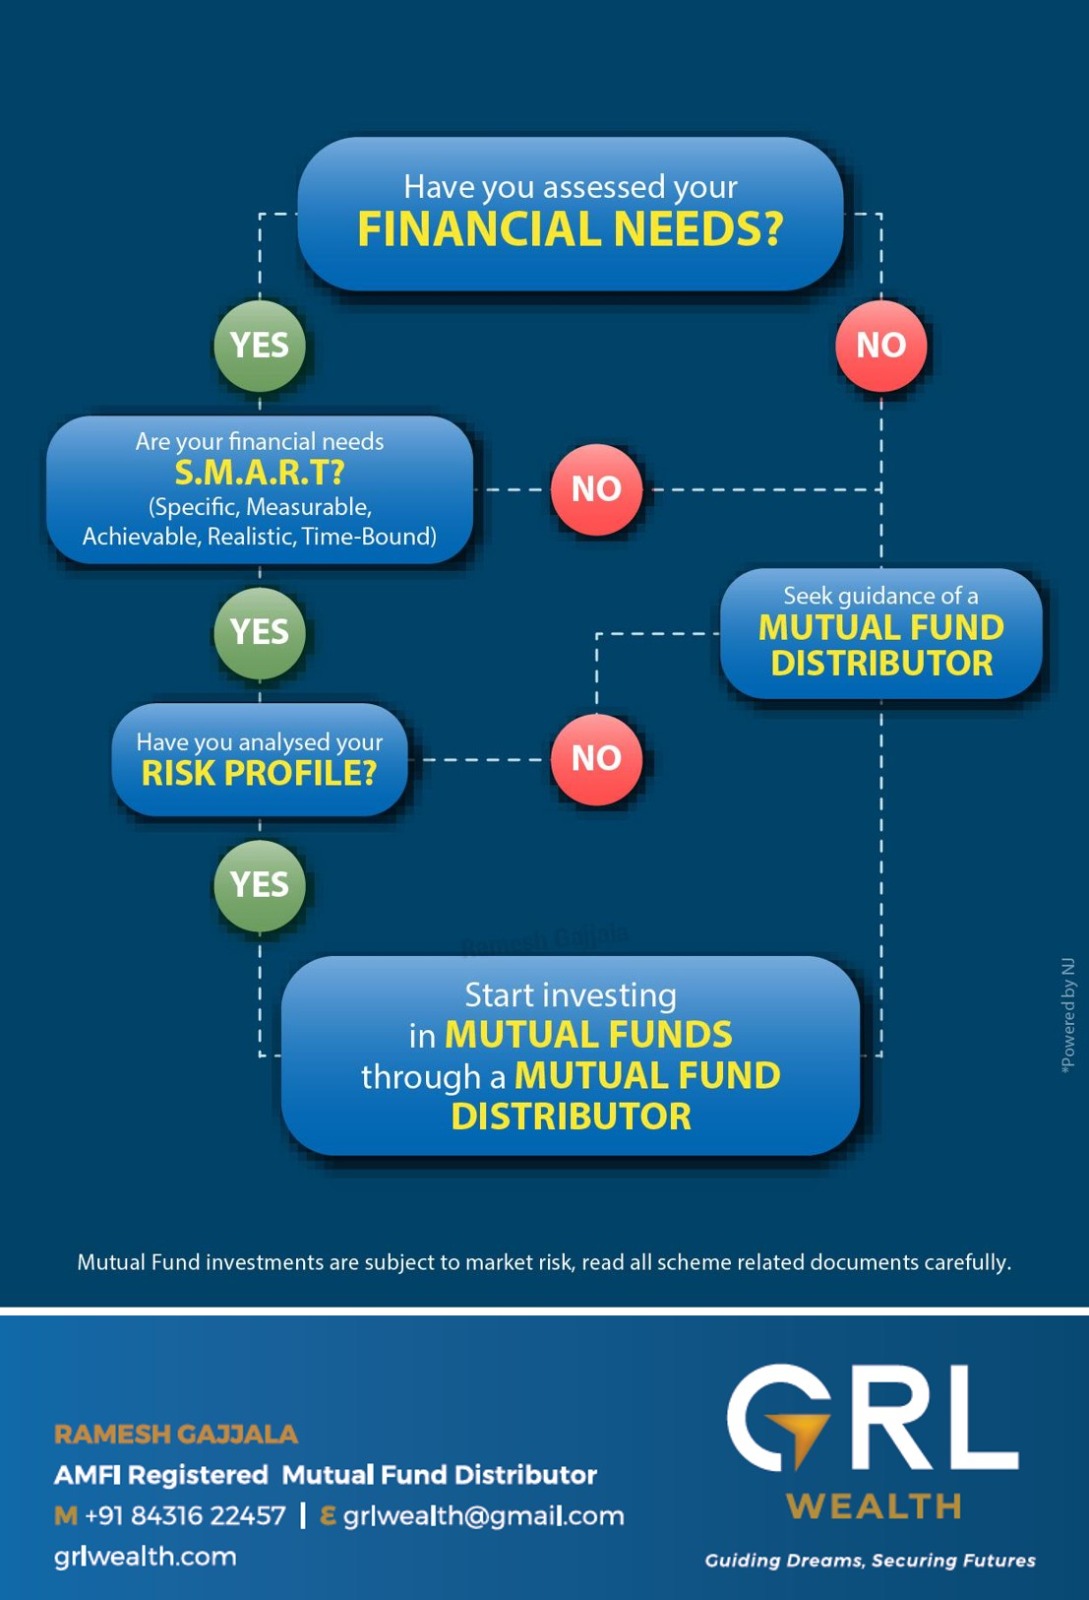 Have you assessed your
FINANCIAL NEEDS?
YES
NO
Are your financial needs
S.M.A.R.T?
(Specific, Measurable,
Achievable, Realistic, Time-Bound)
NO
YES
Seek guidance of a
MUTUAL FUND
DISTRIBUTOR
Have you analysed your
RISK PROFILE?
NO
YES
Ramesh Gajjala
Start investing
in MUTUAL FUNDS
through a MUTUAL FUND
DISTRIBUTOR
*Powered by NJ
Mutual Fund investments are subject to market risk, read all scheme related documents carefully.
RAMESH GAJJALA
AMFI Registered Mutual Fund Distributor
M +91 84316 22457 | E grlwealth@gmail.com
grlwealth.com
GRL
WEALTH
Guiding Dreams, Securing Futures